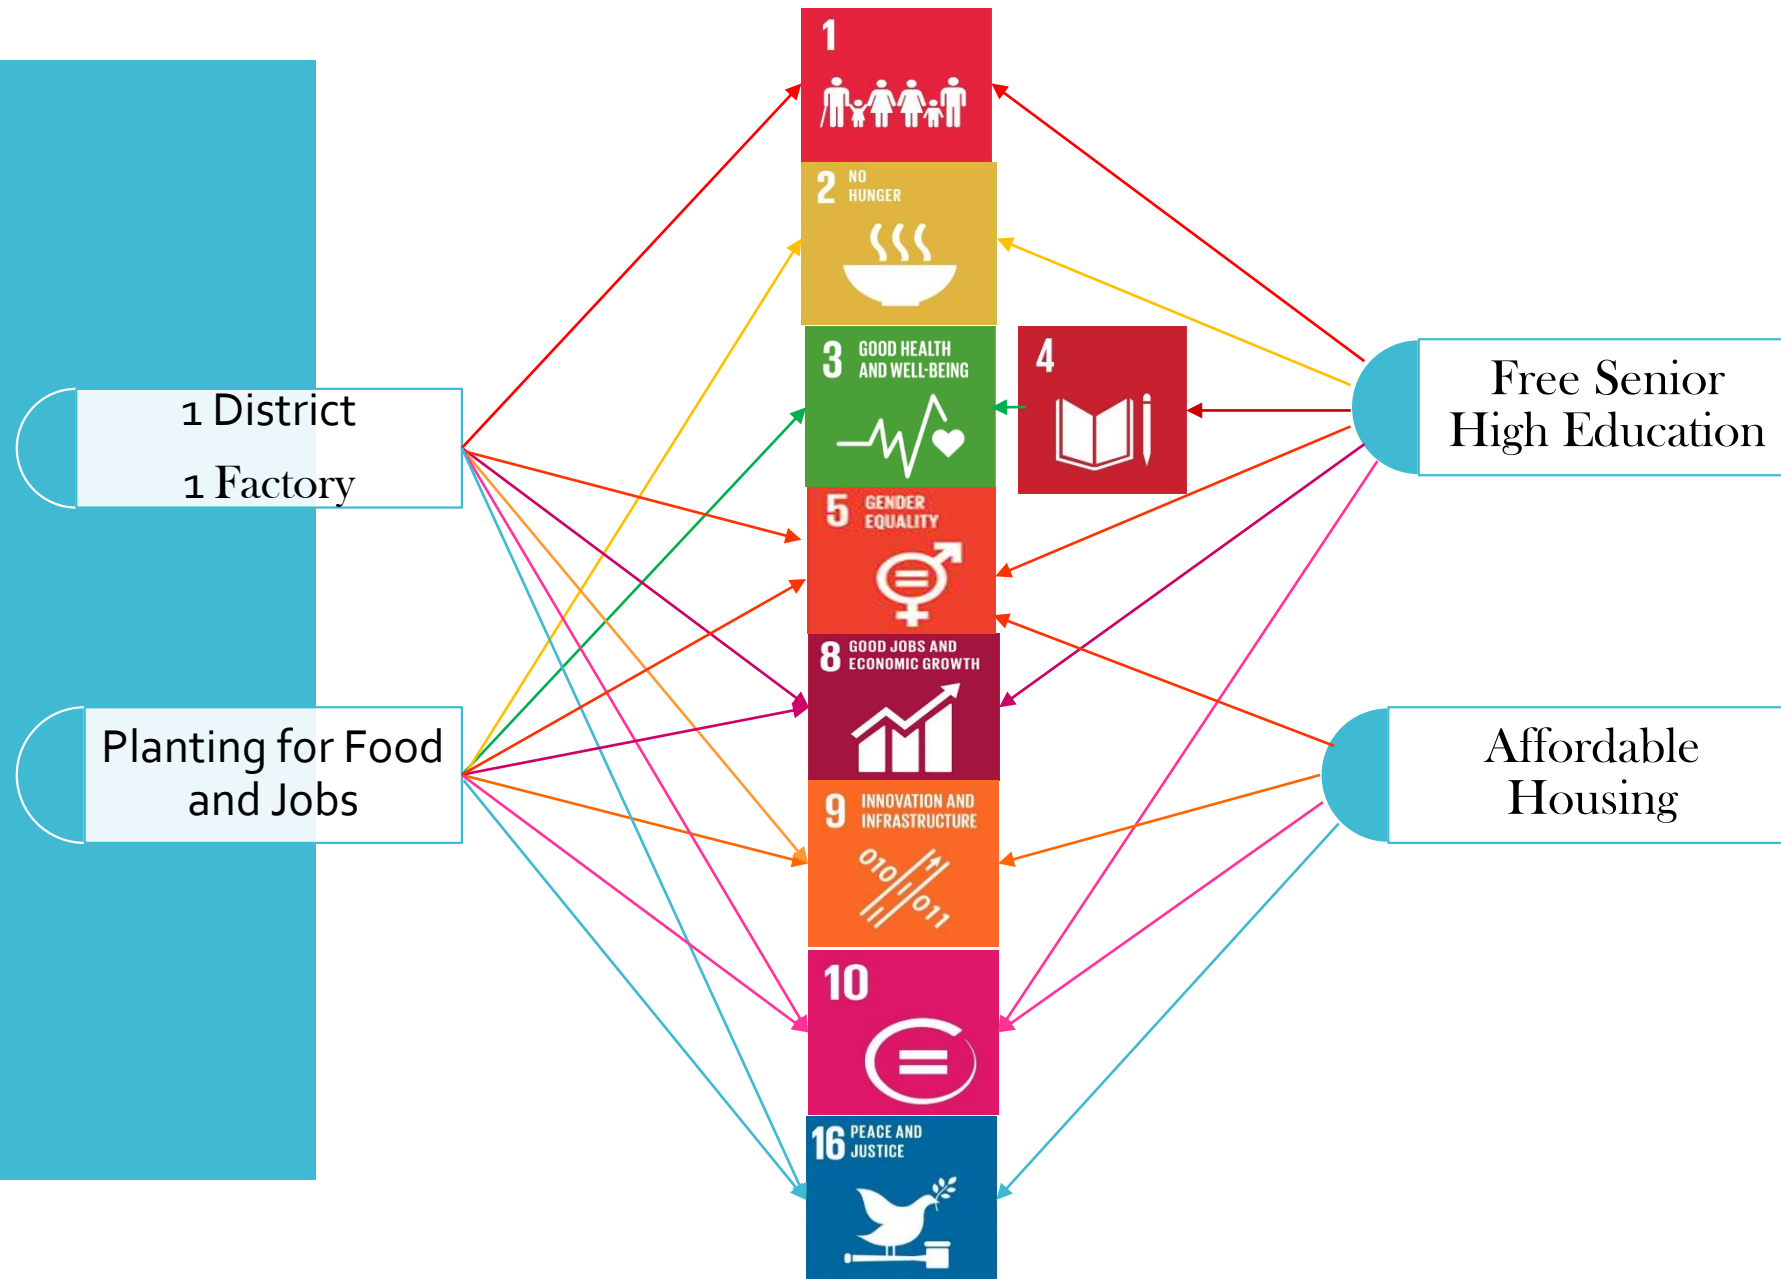 1 District
1 Factory
Planting for Food
and Jobs
1
2 NO
HUNGER
3 GOOD HEALTH
AND WELL-BEING
4
5 GENDER
EQUALITY
8 GOOD JOBS AND
ECONOMIC GROWTH
9 INNOVATION AND
INFRASTRUCTURE
010
011
10
16 PEACE AND
JUSTICE
Free Senior
High Education
Affordable
Housing